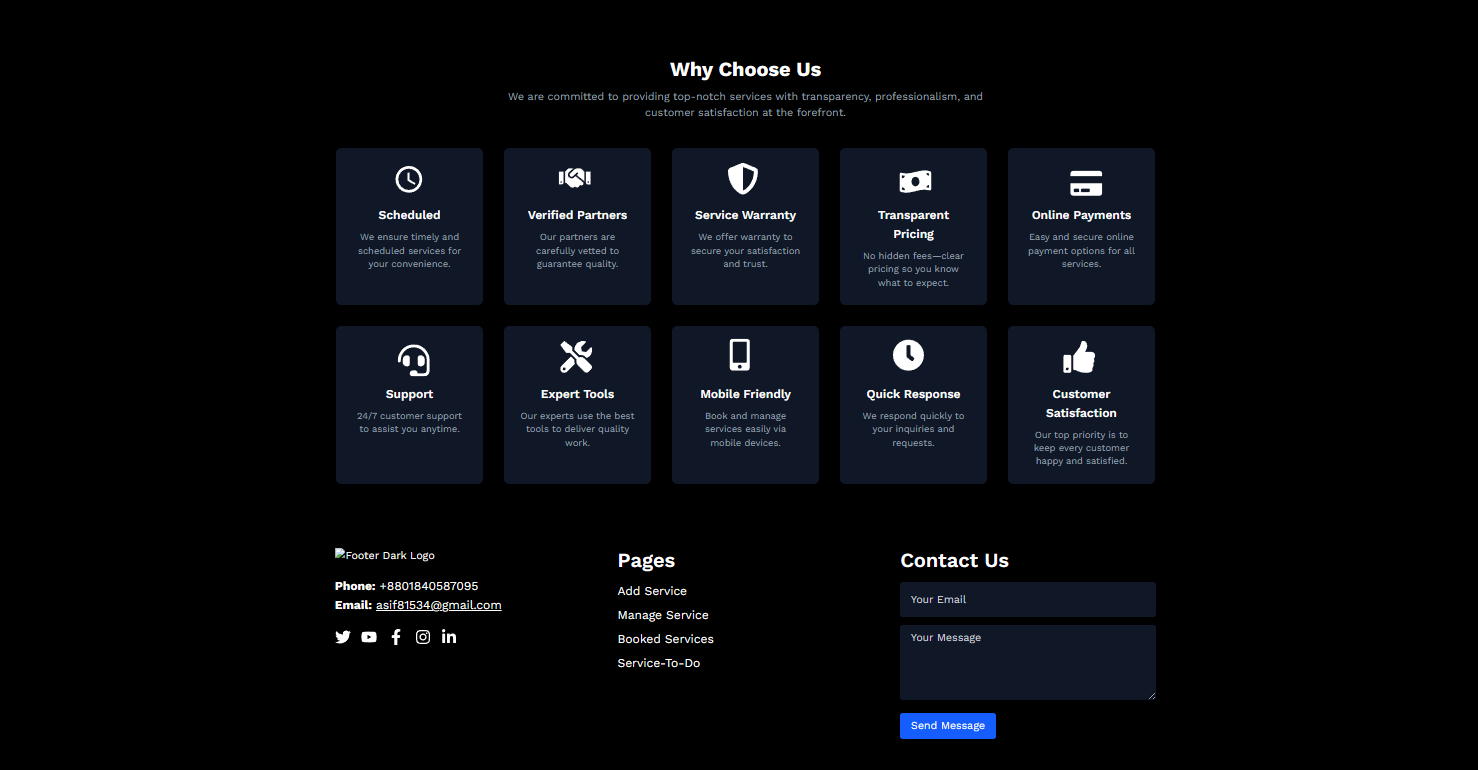 Why Choose Us
We are committed to providing top-notch services with transparency, professionalism, and
customer satisfaction at the forefront.
Scheduled
We ensure timely and
scheduled services for
your convenience.
Verified Partners
Our partners are
carefully vetted to
guarantee quality.
Service Warranty
We offer warranty to
secure your satisfaction
and trust.
Transparent
Pricing
No hidden fees—clear
pricing so you know
what to expect.
Online Payments
Easy and secure online
payment options for all
services.
Support
24/7 customer support
to assist you anytime.
Expert Tools
Our experts use the best
tools to deliver quality
work.
Mobile Friendly
Book and manage
services easily via
mobile devices.
Quick Response
We respond quickly to
your inquiries and
requests.
Customer
Satisfaction
Our top priority is to
keep every customer
happy and satisfied.
Footer Dark Logo
Phone: +8801840587095
Email: asif81534@gmail.com
Pages
Add Service
Manage Service
Booked Services
Service-To-Do
Contact Us
Your Email
Your Message
Send Message